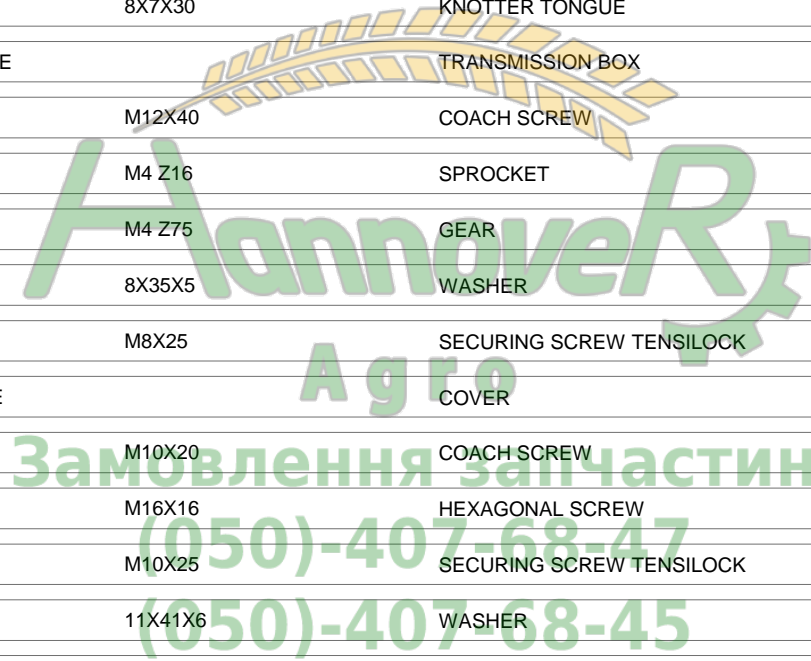 8X7X30 KNOTTER TONGUE
E TRANSMISSION BOX
M12X40 COACH SCREW
M4 Z16 SPROCKET
M4 Z75 GEAR
8X35X5 WASHER
M8X25 SECURING SCREW TENSILOCK
E COVER
M10X20 COACH SCREW
M16X16 HEXAGONAL SCREW
M10X25 SECURING SCREW TENSILOCK
11X41X6 WASHER
HannoveR
Agro
Замовлення запчастин
(050)-407-68-47
(050)-407-68-45